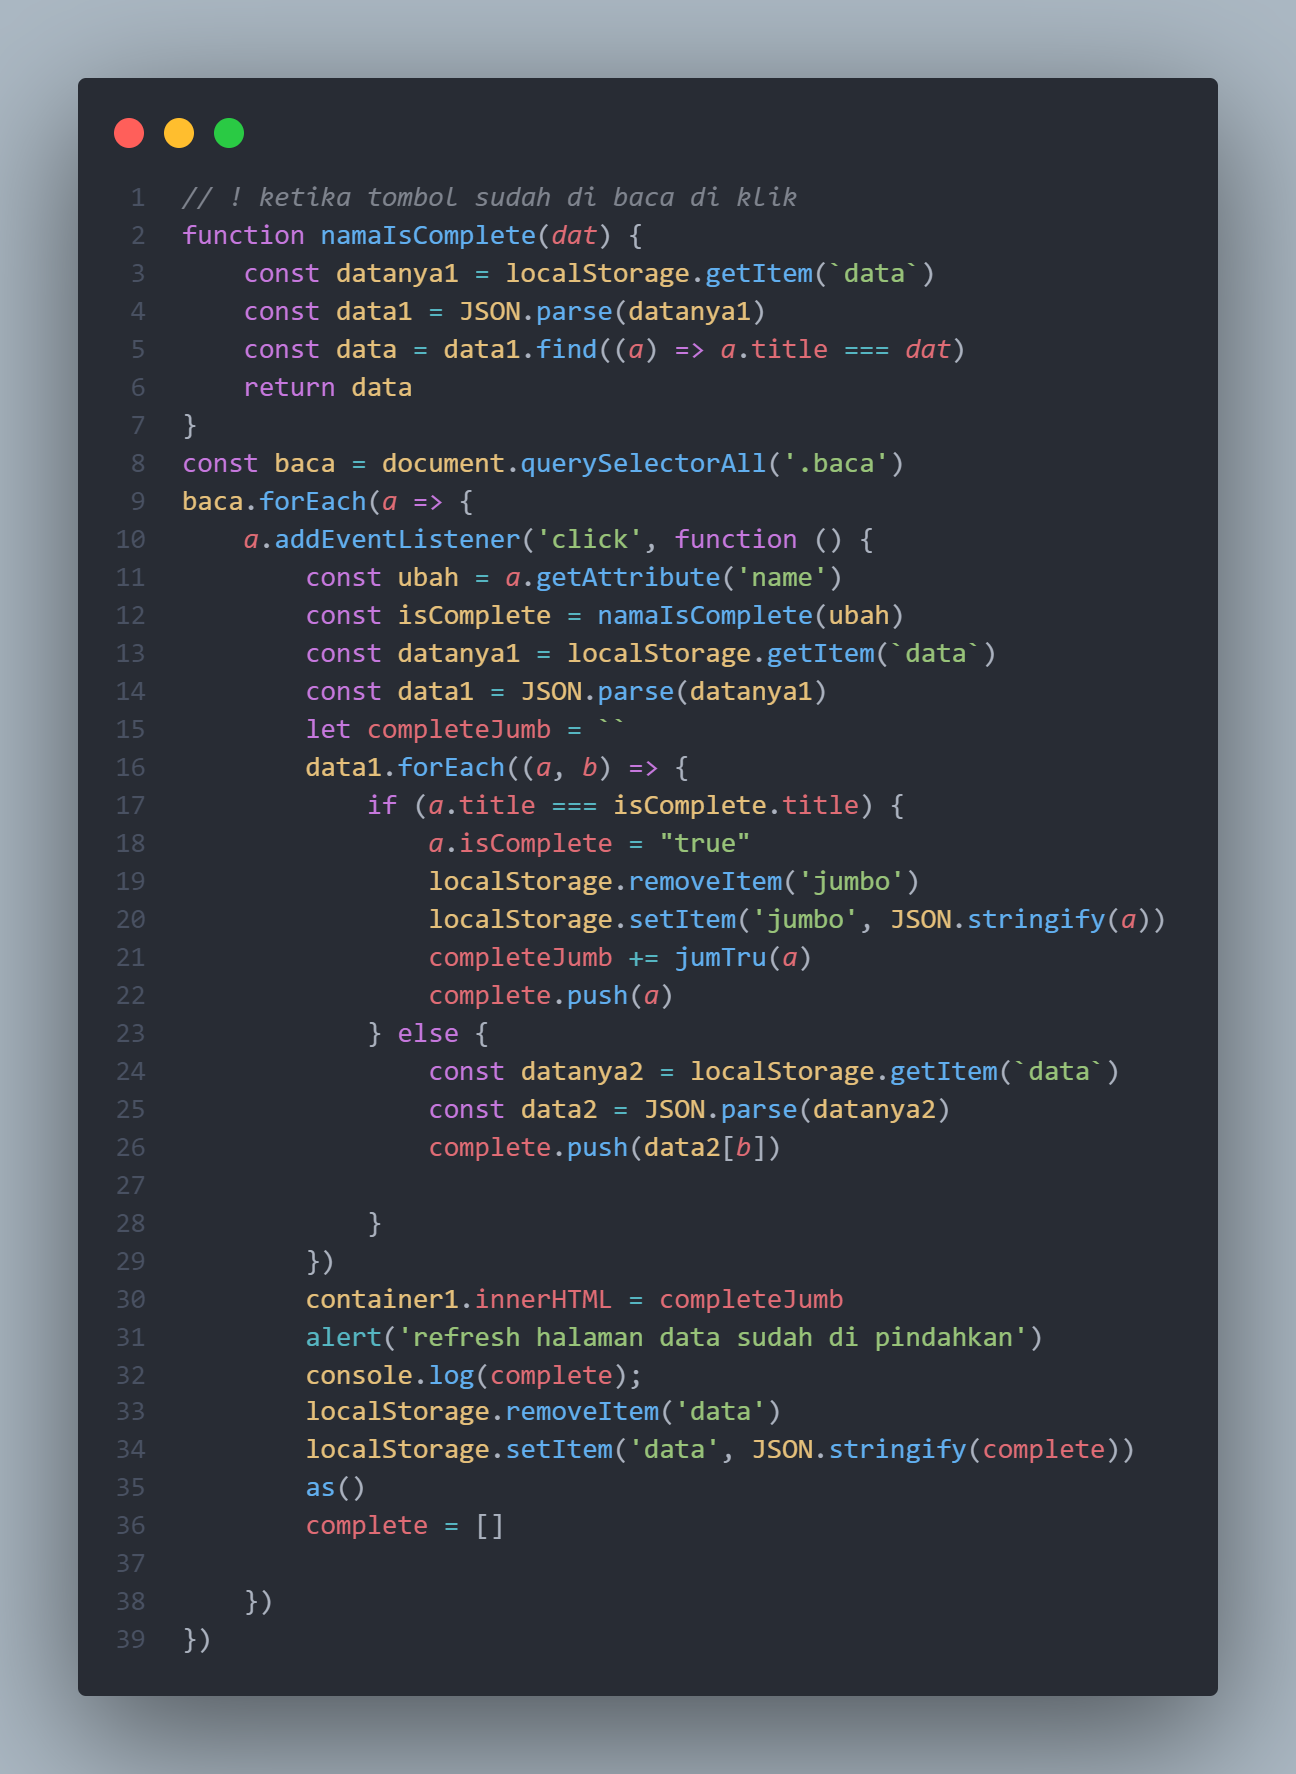 1 // ! ketika tombol sudah di baca di klik
2 function namaIsComplete(dat) {
3     const datanya1 = localStorage.getItem(`data`)
4     const data1 = JSON.parse(datanya1)
5     const data = data1.find((a) => a.title === dat)
6     return data
7 }
8 const baca = document.querySelectorAll('.baca')
9 baca.forEach(a => {
10     a.addEventListener('click', function () {
11         const ubah = a.getAttribute('name')
12         const isComplete = namaIsComplete(ubah)
13         const datanya1 = localStorage.getItem(`data`)
14         const data1 = JSON.parse(datanya1)
15         let completeJumb = ``
16         data1.forEach((a, b) => {
17             if (a.title === isComplete.title) {
18                 a.isComplete = "true"
19                 localStorage.removeItem('jumbo')
20                 localStorage.setItem('jumbo', JSON.stringify(a))
21                 completeJumb += jumTru(a)
22                 complete.push(a)
23             } else {
24                 const datanya2 = localStorage.getItem(`data`)
25                 const data2 = JSON.parse(datanya2)
26                 complete.push(data2[b])
27
28             }
29         })
30         container1.innerHTML = completeJumb
31         alert('refresh halaman data sudah di pindahkan')
32         console.log(complete);
33         localStorage.removeItem('data')
34         localStorage.setItem('data', JSON.stringify(complete))
35         as()
36         complete = []
37
38     })
39 })